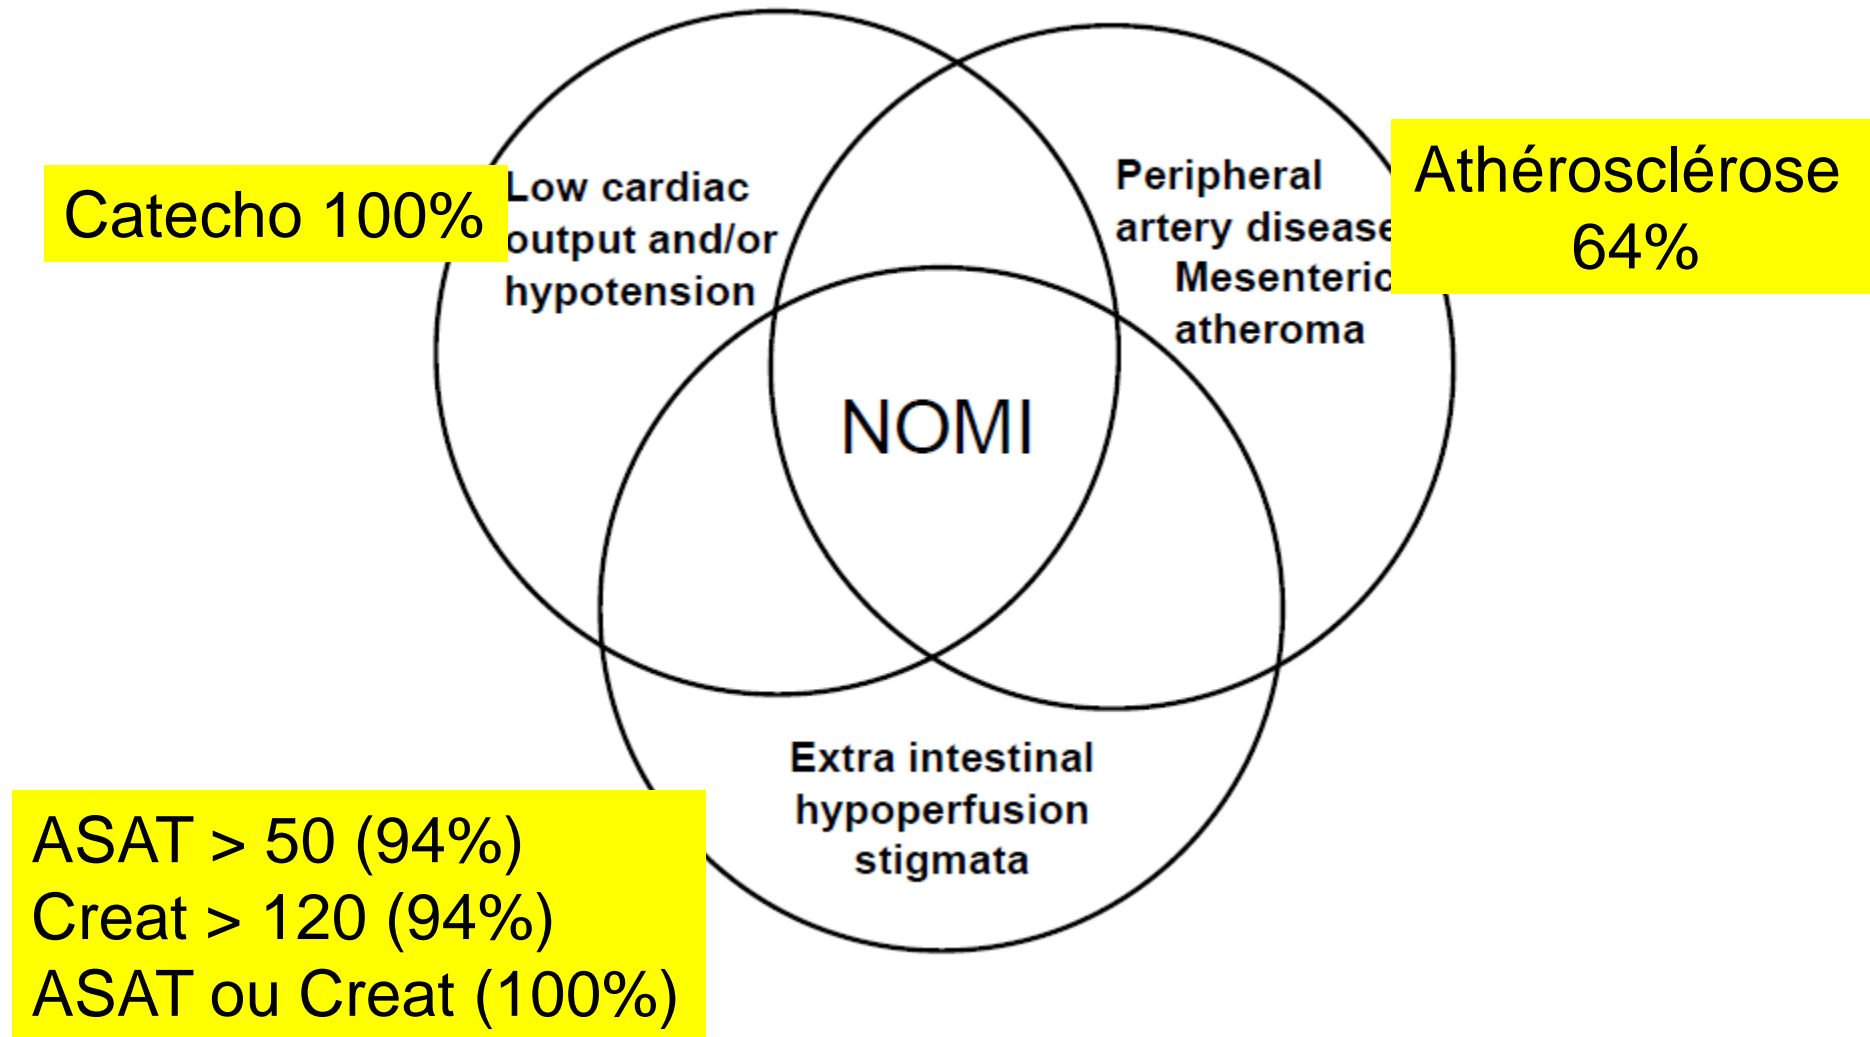 Catecho 100%
Low cardiac
output and/or
hypotension
Peripheral
artery disease
Mesenteric
atheroma
Athérosclérose
64%
NOMI
Extra intestinal
hypoperfusion
stigmata
ASAT > 50 (94%)
Creat > 120 (94%)
ASAT ou Creat (100%)